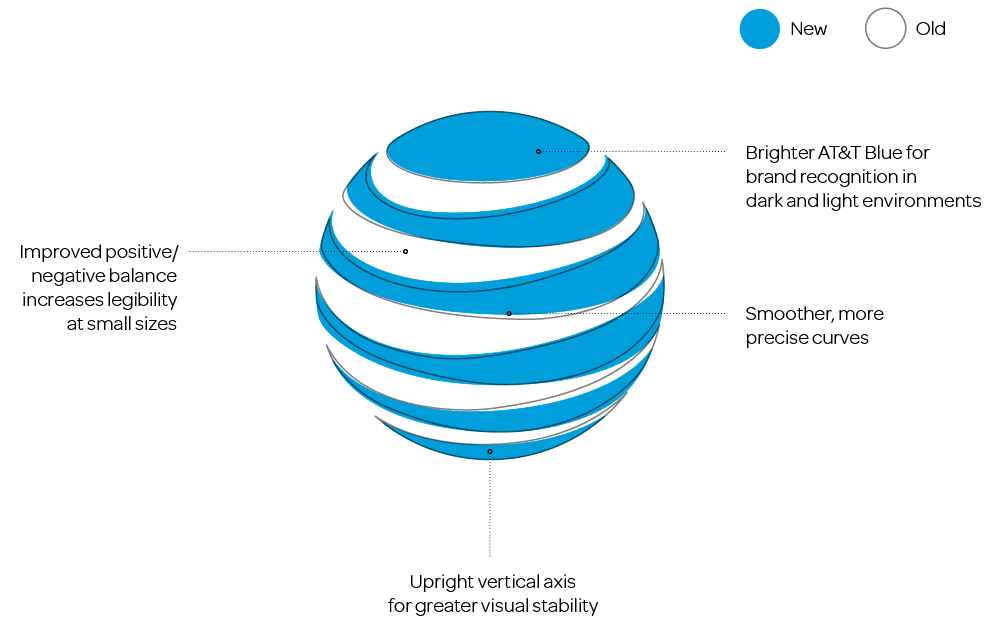 New
Old
Brighter AT&T Blue for
brand recognition in
dark and light environments
Improved positive/
negative balance
increases legibility
at small sizes
Smoother, more
precise curves
Upright vertical axis
for greater visual stability